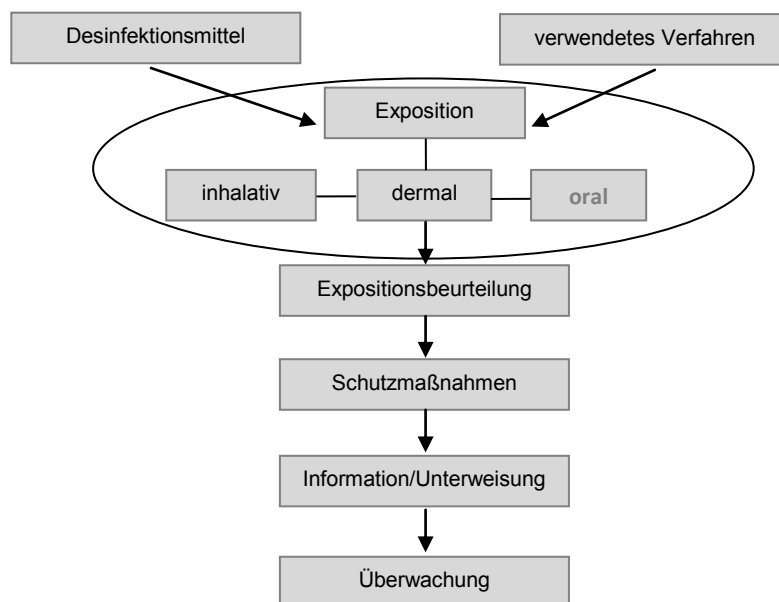 Desinfektionsmittel
verwendetes Verfahren
Exposition
inhalativ
dermal
oral
Expositionsbeurteilung
Schutzmaßnahmen
Information/Unterweisung
Überwachung